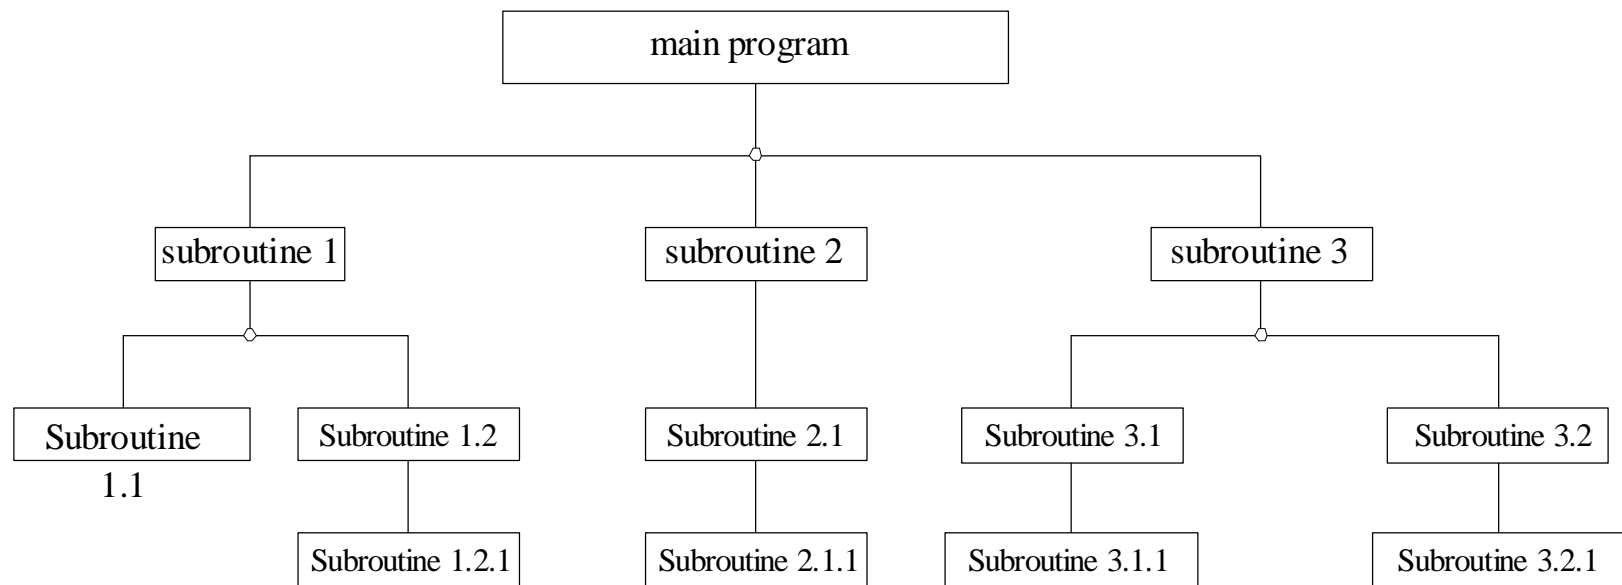 main program
subroutine 1
subroutine 2
subroutine 3
Subroutine
1.1
Subroutine 1.2
Subroutine 2.1
Subroutine 3.1
Subroutine 3.2
Subroutine 1.2.1
Subroutine 2.1.1
Subroutine 3.1.1
Subroutine 3.2.1